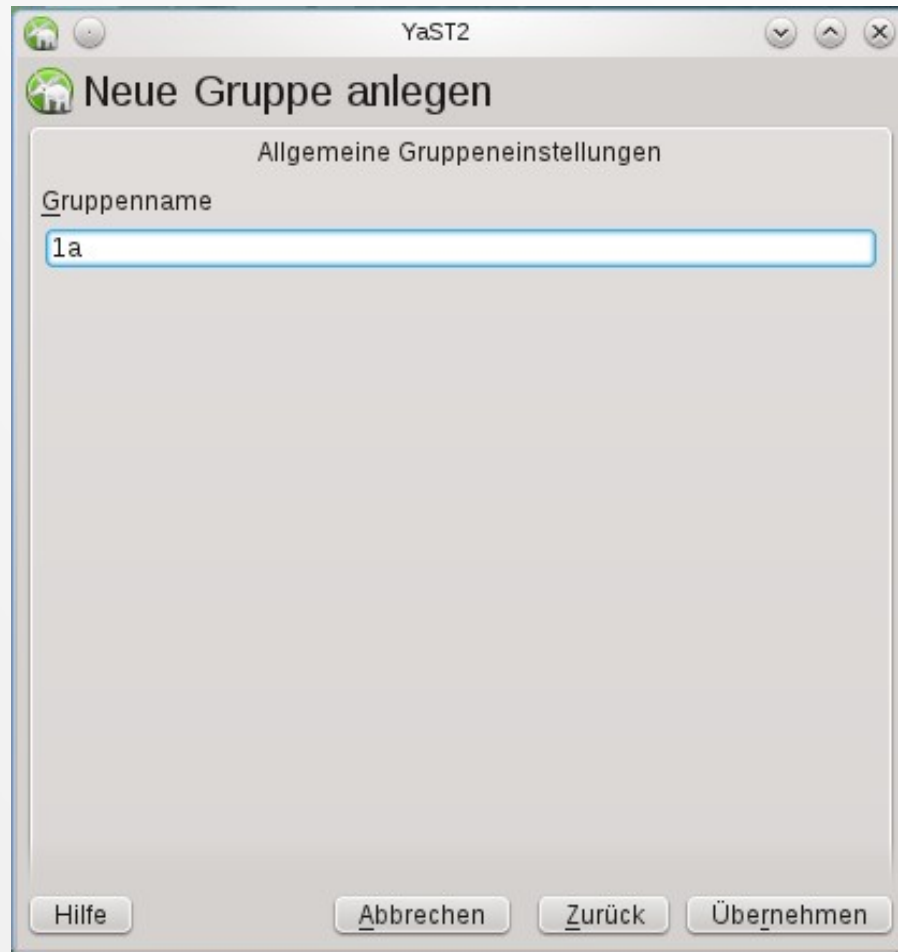 YaST2
Neue Gruppe anlegen
Allgemeine Gruppeneinstellungen
Gruppenname
1a
Hilfe Abbrechen Zurück Übernehmen